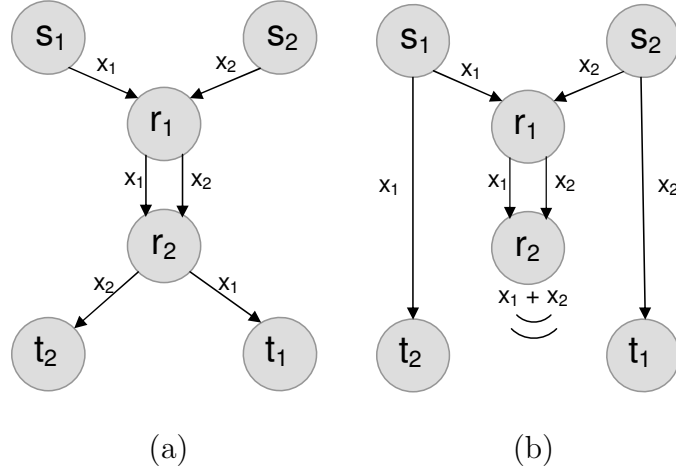 s1 s2 s1 s2
x1 x2 x1 x2
r1 r1
x1 x2 x1 x1 x2 x2
r2 r2
x2 x1 x1 + x2
t2 t1 t2 t1
(a) (b)